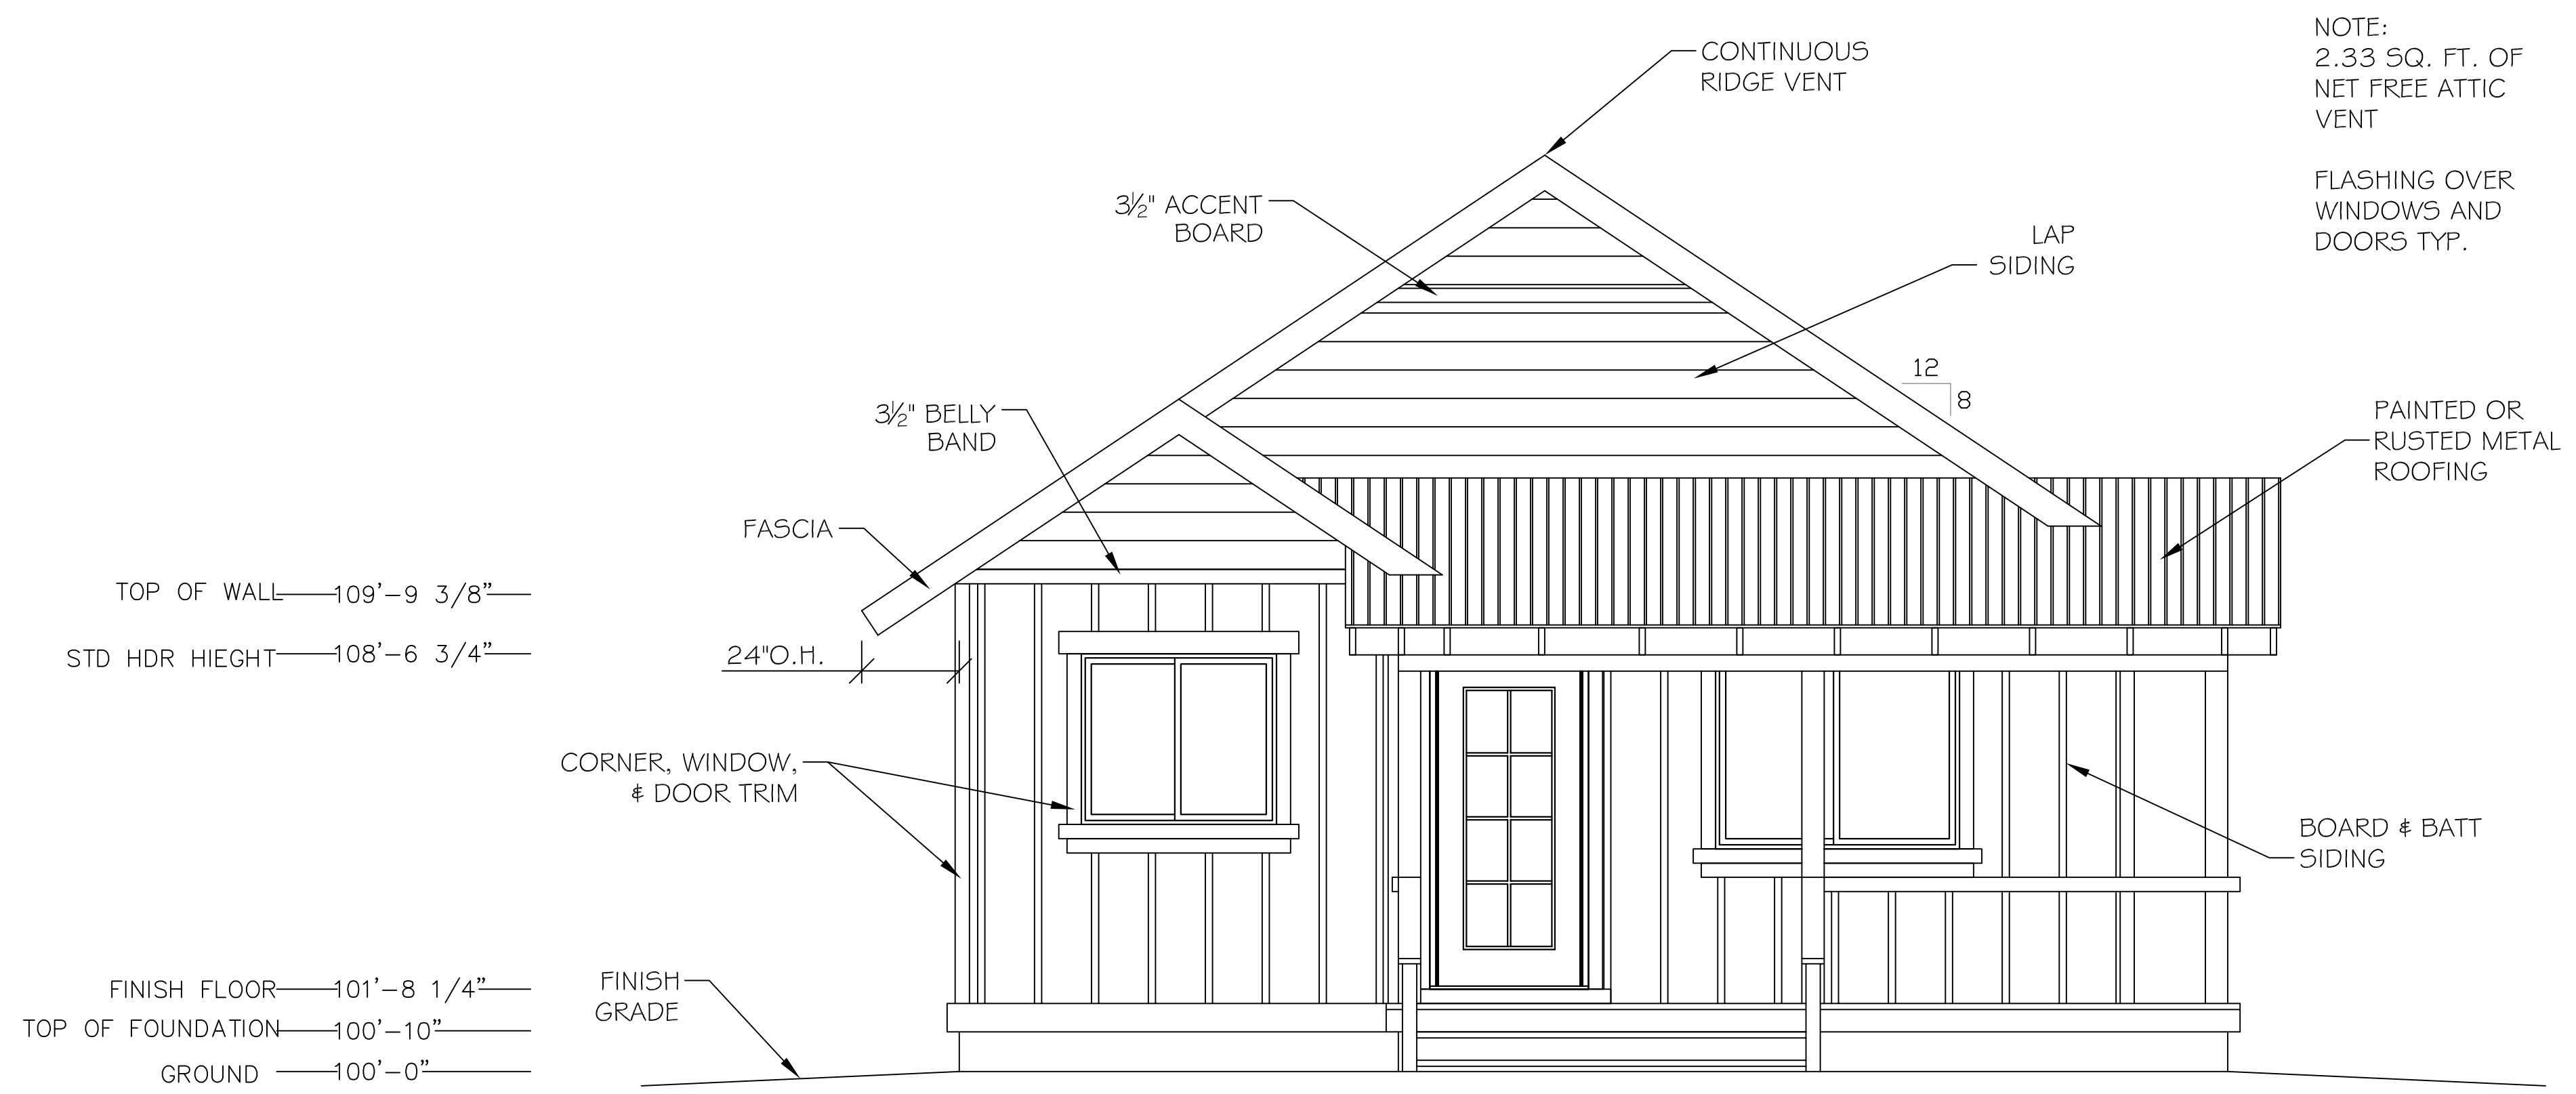 NOTE:
2.33 SQ. FT. OF
NET FREE ATTIC
VENT
FLASHING OVER
WINDOWS AND
DOORS TYP.
CONTINUOUS
RIDGE VENT
3½" ACCENT
BOARD
LAP
SIDING
12
8
3½" BELLY
BAND
PAINTED OR
RUSTED METAL
ROOFING
FASCIA
TOP OF WALL 109'-9 3/8"
STD HDR HIEGHT 108'-6 3/4"
24"O.H.
CORNER, WINDOW,
& DOOR TRIM
BOARD & BATT
SIDING
FINISH FLOOR 101'-8 1/4"
TOP OF FOUNDATION 100'-10"
GROUND 100'-0"
FINISH
GRADE